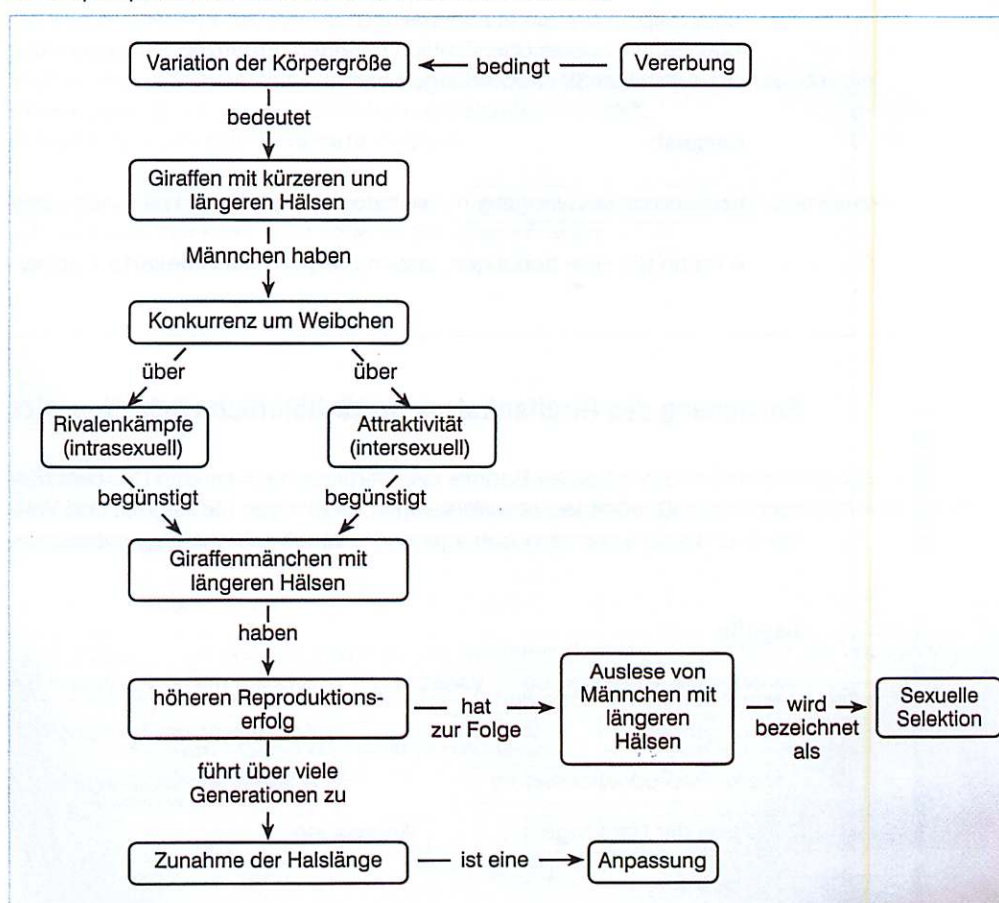 Variation der Körpergröße
bedingt
Vererbung
bedeutet
Giraffen mit kürzeren und
längeren Hälsen
Männchen haben
Konkurrenz um Weibchen
über
über
Rivalenkämpfe
(intrasexuell)
Attraktivität
(intersexuell)
begünstigt
begünstigt
Giraffenmänchen mit
längeren Hälsen
haben
höheren Reproduktions-
erfolg
hat
zur Folge
Auslese von
Männchen mit
längeren
Hälsen
wird
bezeichnet
als
Sexuelle
Selektion
führt über viele
Generationen zu
Zunahme der Halslänge
ist eine
Anpassung